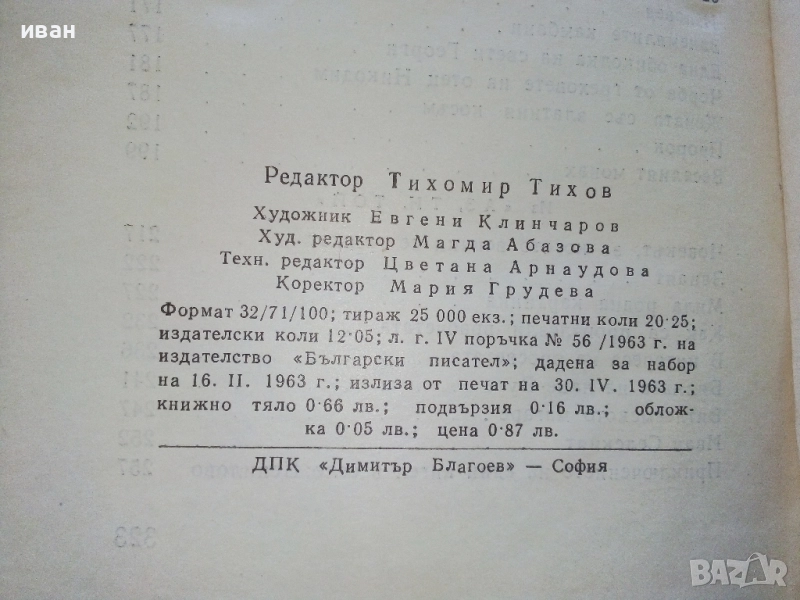 иван
Редактор Тихомир Тихов
Художник Евгени Клинчаров
Худ. редактор Магда Абазова
Техн. редактор Цветана Арнаудова
Коректор Мария Грудева
Формат 32/71/100; тираж 25 000 екз.; печатни коли 20·25;
издателски коли 12·05; л. г. IV поръчка № 56 /1963 г. на
издателство «Български писател»; дадена за набор
на 16. II. 1963 г.; излиза от печат на 30. IV. 1963 г.;
книжно тяло 0·66 лв.; подвързия 0·16 лв.; облож-
ка 0·05 лв.; цена 0·87 лв.
ДПК «Димитър Благоев» — София
BAZAR